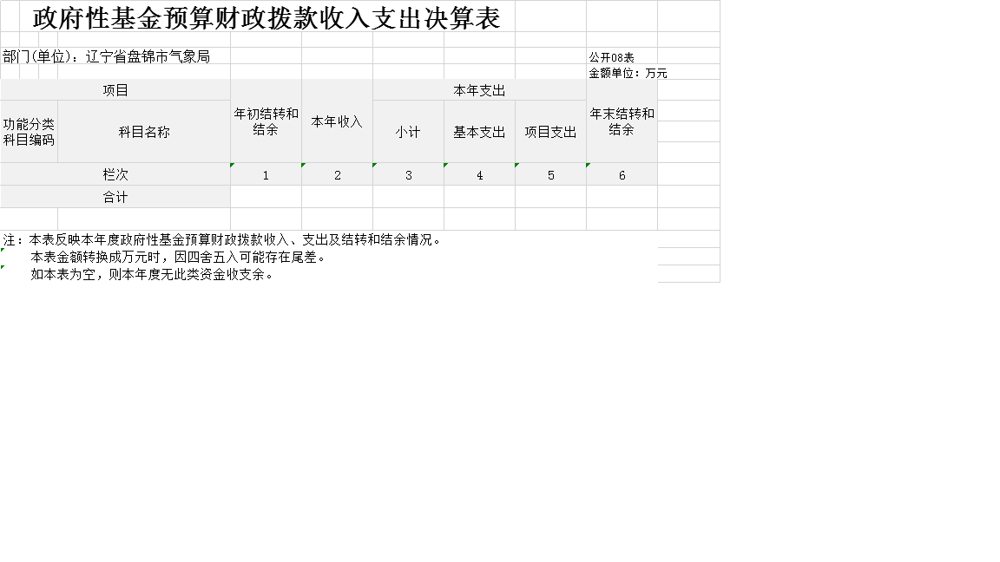 政府性基金预算财政拨款收入支出决算表
部门(单位)：辽宁省盘锦市气象局
公开08表
金额单位：万元
项目
本年支出
年初结转和
结余
本年收入
年末结转和
结余
功能分类
科目编码
科目名称
小计
基本支出
项目支出
栏次 1 2 3 4 5 6
合计
注：本表反映本年度政府性基金预算财政拨款收入、支出及结转和结余情况。
本表金额转换成万元时，因四舍五入可能存在尾差。
如本表为空，则本年度无此类资金收支余。